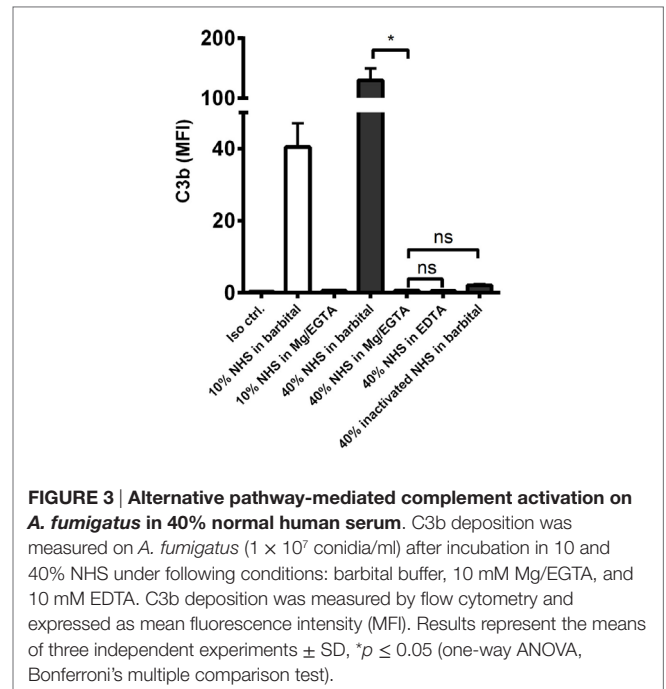 200
*
100
40
20
0
C3b (MFI)
ns
ns
Iso ctrl.
10% NHS in barbital
10% NHS in Mg/EGTA
40% NHS in barbital
40% NHS in Mg/EGTA
40% NHS in EDTA
40% inactivated NHS in barbital
FIGURE 3 | Alternative pathway-mediated complement activation on
A. fumigatus in 40% normal human serum. C3b deposition was
measured on A. fumigatus (1 × 10⁷ conidia/ml) after incubation in 10 and
40% NHS under following conditions: barbital buffer, 10 mM Mg/EGTA, and
10 mM EDTA. C3b deposition was measured by flow cytometry and
expressed as mean fluorescence intensity (MFI). Results represent the means
of three independent experiments ± SD, *p ≤ 0.05 (one-way ANOVA,
Bonferroni’s multiple comparison test).